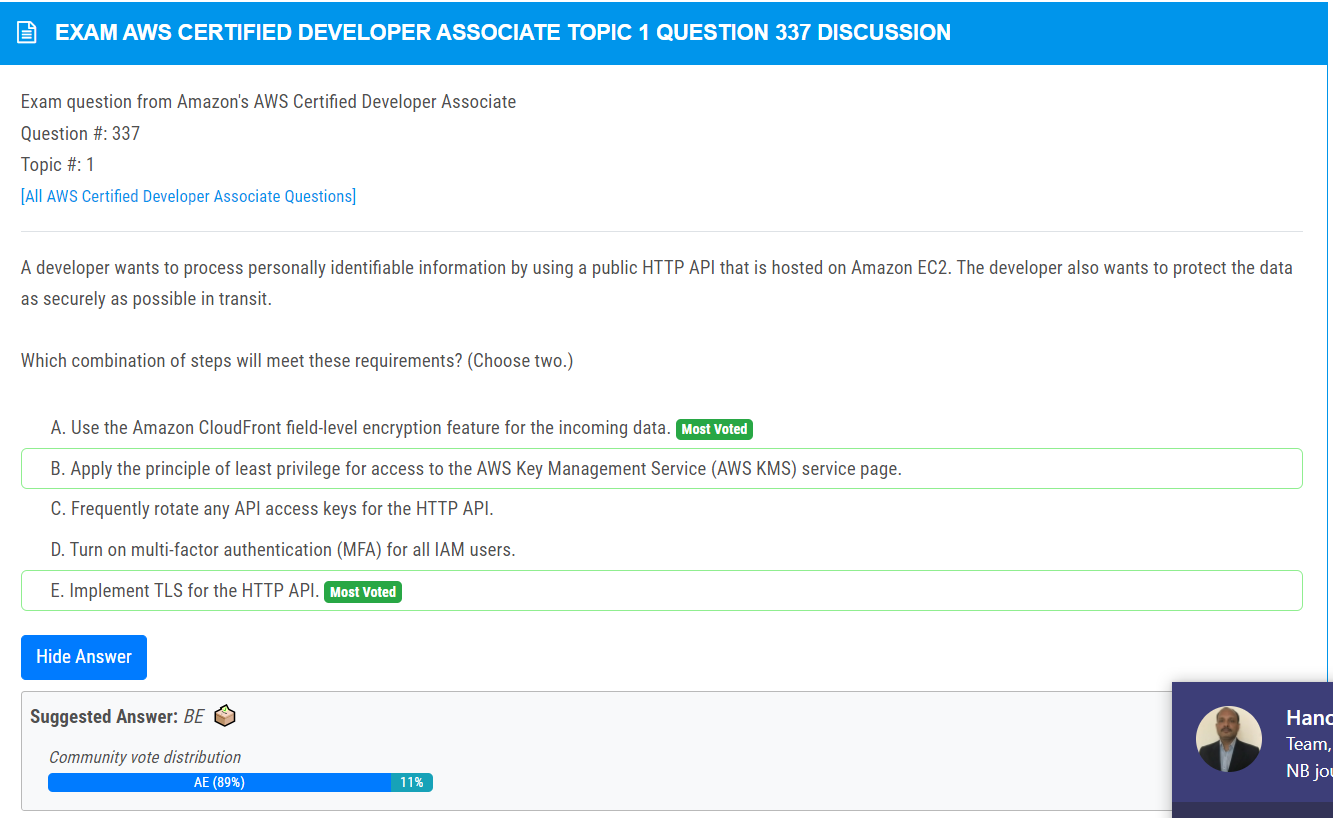 EXAM AWS CERTIFIED DEVELOPER ASSOCIATE TOPIC 1 QUESTION 337 DISCUSSION
Exam question from Amazon's AWS Certified Developer Associate
Question #: 337
Topic #: 1
[All AWS Certified Developer Associate Questions]
A developer wants to process personally identifiable information by using a public HTTP API that is hosted on Amazon EC2. The developer also wants to protect the data
as securely as possible in transit.
Which combination of steps will meet these requirements? (Choose two.)
A. Use the Amazon CloudFront field-level encryption feature for the incoming data. Most Voted
B. Apply the principle of least privilege for access to the AWS Key Management Service (AWS KMS) service page.
C. Frequently rotate any API access keys for the HTTP API.
D. Turn on multi-factor authentication (MFA) for all IAM users.
E. Implement TLS for the HTTP API. Most Voted
Hide Answer
Suggested Answer: BE
Community vote distribution
AE (89%) 11%
Team,
NB